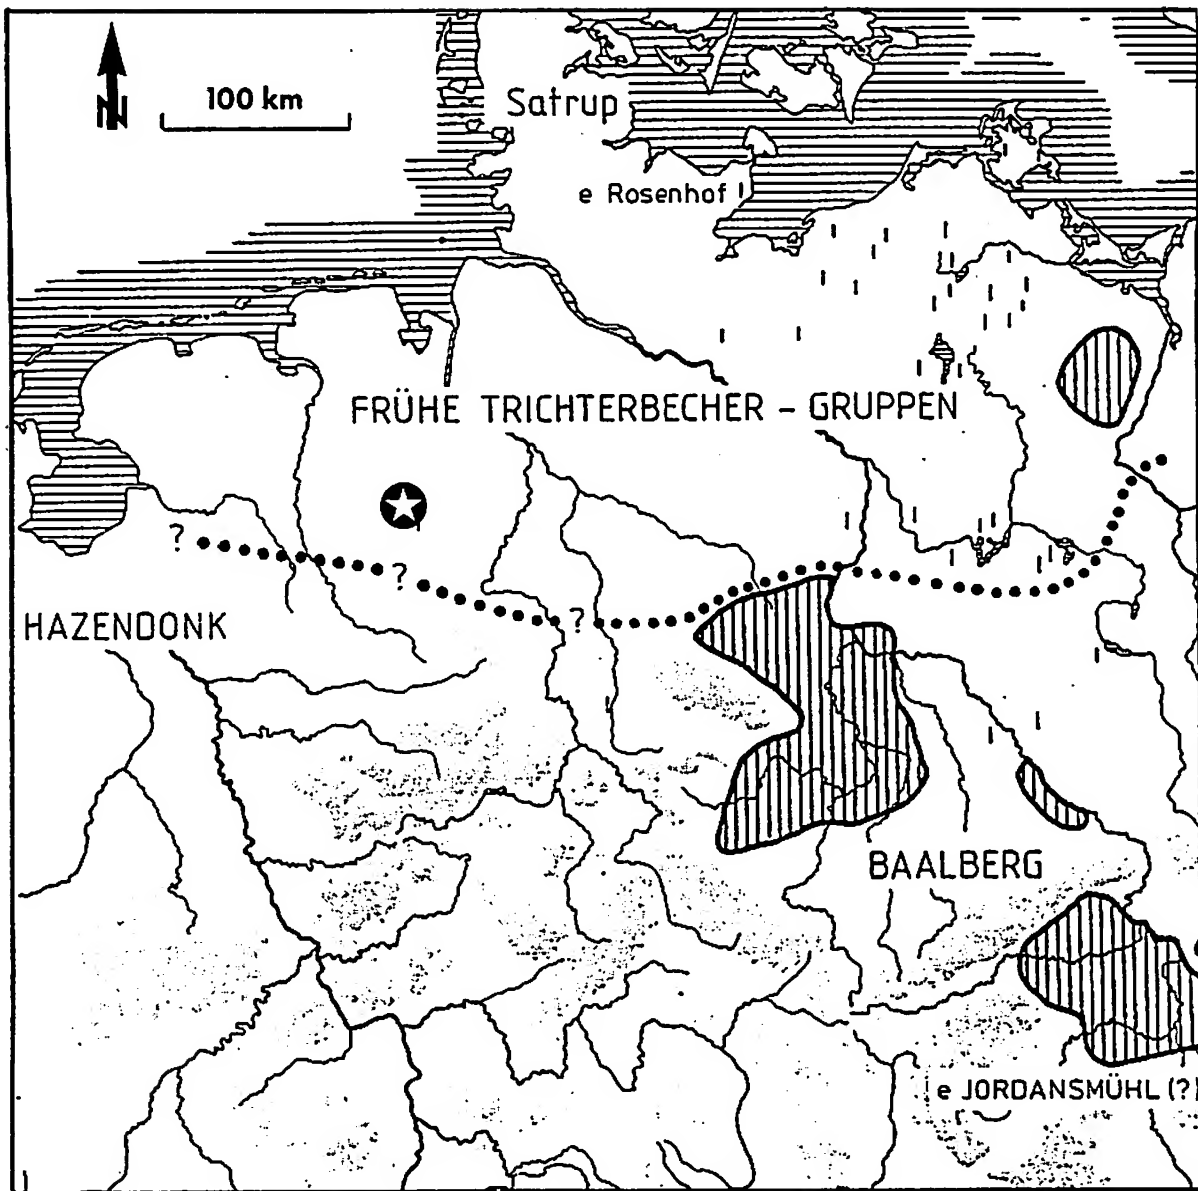 N
100 km
Satrup
e Rosenhof
FRÜHE TRICHTERBECHER – GRUPPEN
?
?
?
HAZENDONK
BAALBERG
e JORDANSMÜHL (?)